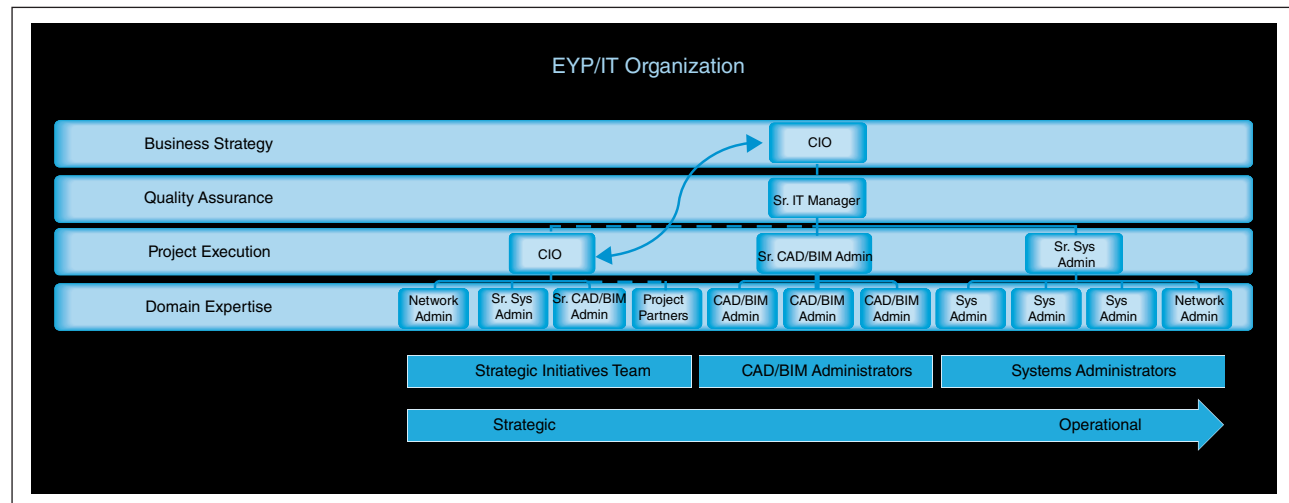 EYP/IT Organization
Business Strategy
CIO
Quality Assurance
Sr. IT Manager
Project Execution
CIO
Sr. CAD/BIM Admin
Sr. Sys
Admin
Domain Expertise
Network
Admin
Sr. Sys
Admin
Sr. CAD/BIM
Admin
Project
Partners
CAD/BIM
Admin
CAD/BIM
Admin
CAD/BIM
Admin
Sys
Admin
Sys
Admin
Sys
Admin
Network
Admin
Strategic Initiatives Team
CAD/BIM Administrators
Systems Administrators
Strategic
Operational